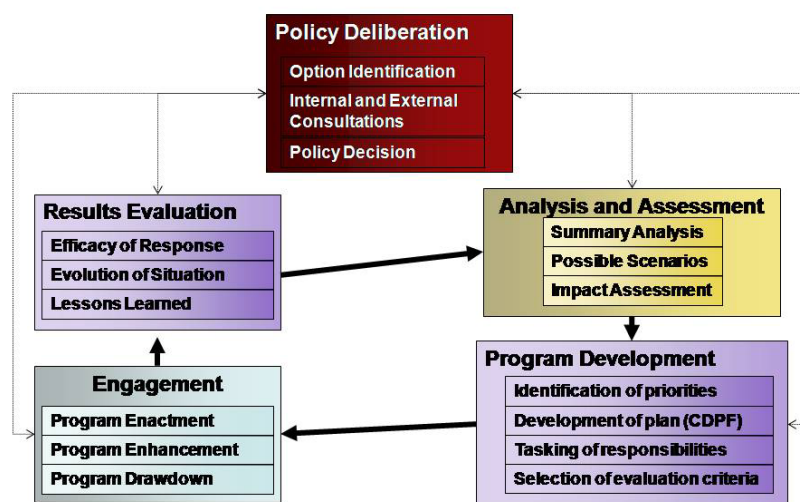 Policy Deliberation
Option Identification
Internal and External
Consultations
Policy Decision
Results Evaluation
Efficacy of Response
Evolution of Situation
Lessons Learned
Analysis and Assessment
Summary Analysis
Possible Scenarios
Impact Assessment
Engagement
Program Enactment
Program Enhancement
Program Drawdown
Program Development
Identification of priorities
Development of plan (CDPF)
Tasking of responsibilities
Selection of evaluation criteria